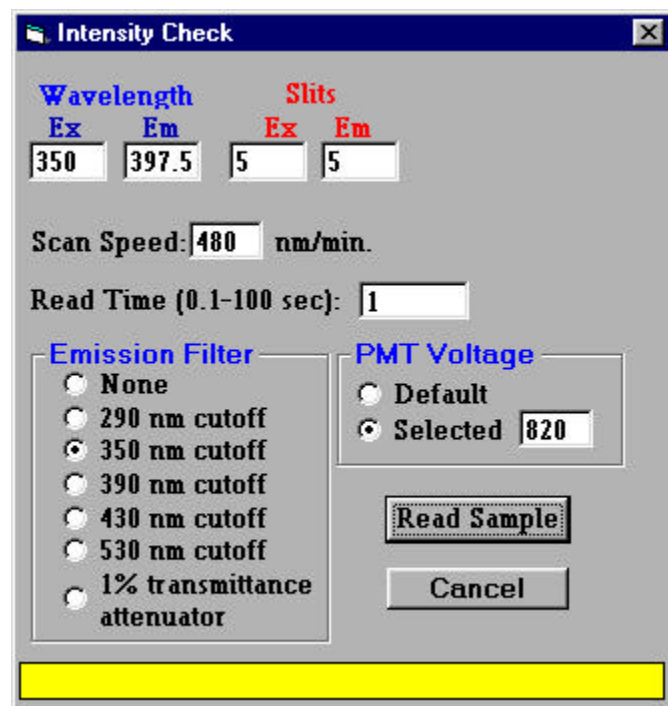 Intensity Check
Wavelength Slits
Ex Em Ex Em
350 397.5 5 5
Scan Speed: 480 nm/min.
Read Time (0.1-100 sec): 1
Emission Filter
None
290 nm cutoff
350 nm cutoff
390 nm cutoff
430 nm cutoff
530 nm cutoff
1% transmittance
attenuator
PMT Voltage
Default
Selected 820
Read Sample
Cancel